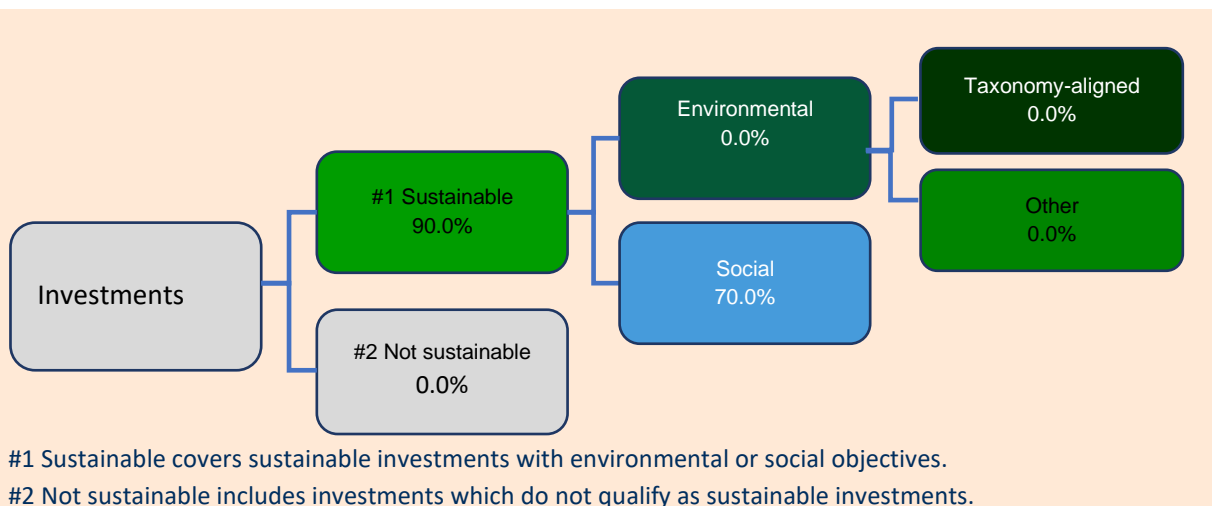 Investments
#1 Sustainable
90.0%
#2 Not sustainable
0.0%
Environmental
0.0%
Social
70.0%
Taxonomy-aligned
0.0%
Other
0.0%
#1 Sustainable covers sustainable investments with environmental or social objectives.
#2 Not sustainable includes investments which do not qualify as sustainable investments.